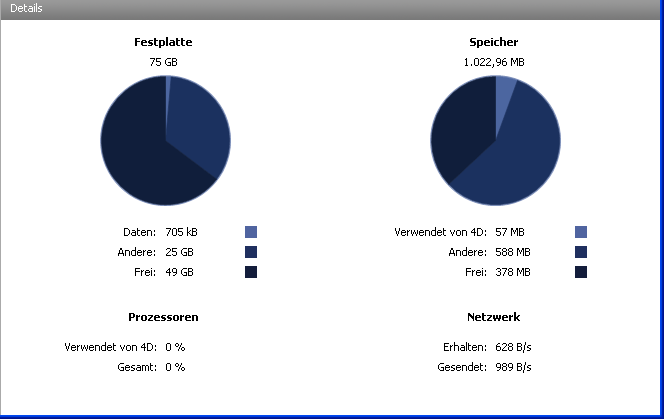 Details
Festplatte
75 GB
Daten: 705 kB
Andere: 25 GB
Frei: 49 GB
Speicher
1.022,96 MB
Verwendet von 4D: 57 MB
Andere: 588 MB
Frei: 378 MB
Prozessoren
Verwendet von 4D: 0 %
Gesamt: 0 %
Netzwerk
Erhalten: 628 B/s
Gesendet: 989 B/s